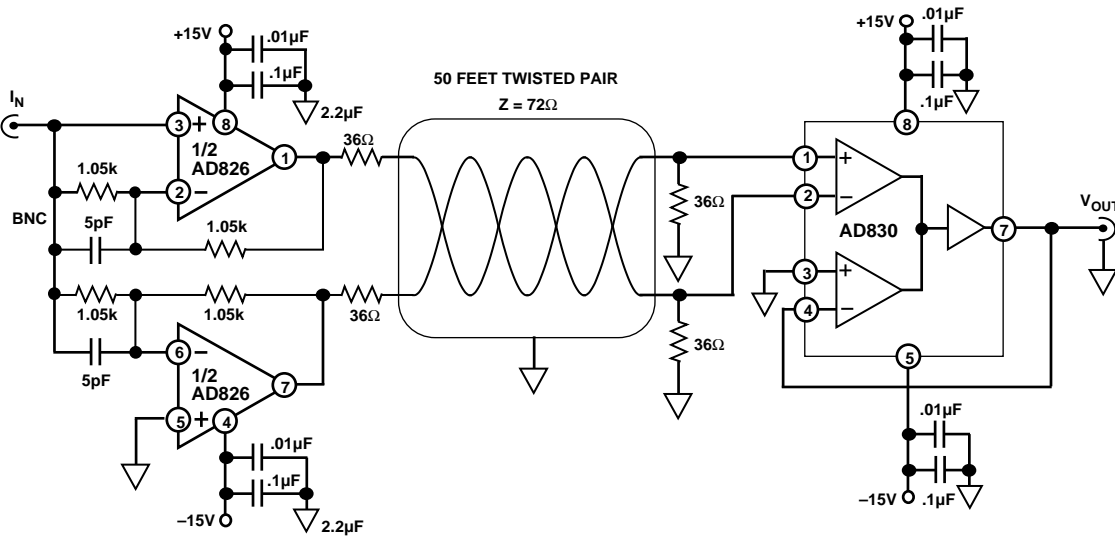 +15V
.01µF
.1µF
2.2µF
I_N
BNC
3
+
8
1/2
AD826
1
2
–
1.05k
5pF
1.05k
36Ω
50 FEET TWISTED PAIR
Z = 72Ω
1.05k
1.05k
36Ω
5pF
6
–
1/2
AD826
7
5
+
4
.01µF
.1µF
–15V
2.2µF
36Ω
36Ω
+15V
.01µF
.1µF
8
1
+
2
–
AD830
3
+
4
–
7
V_OUT
5
.01µF
.1µF
–15V